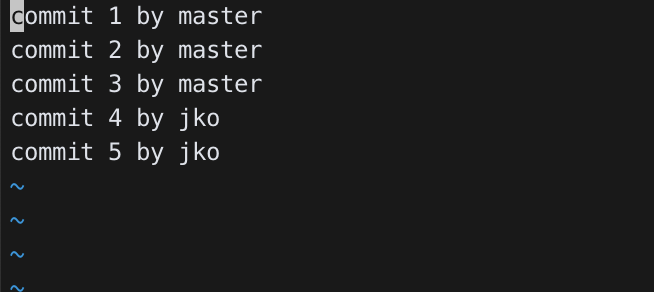 commit 1 by master
commit 2 by master
commit 3 by master
commit 4 by jko
commit 5 by jko
~
~
~
~